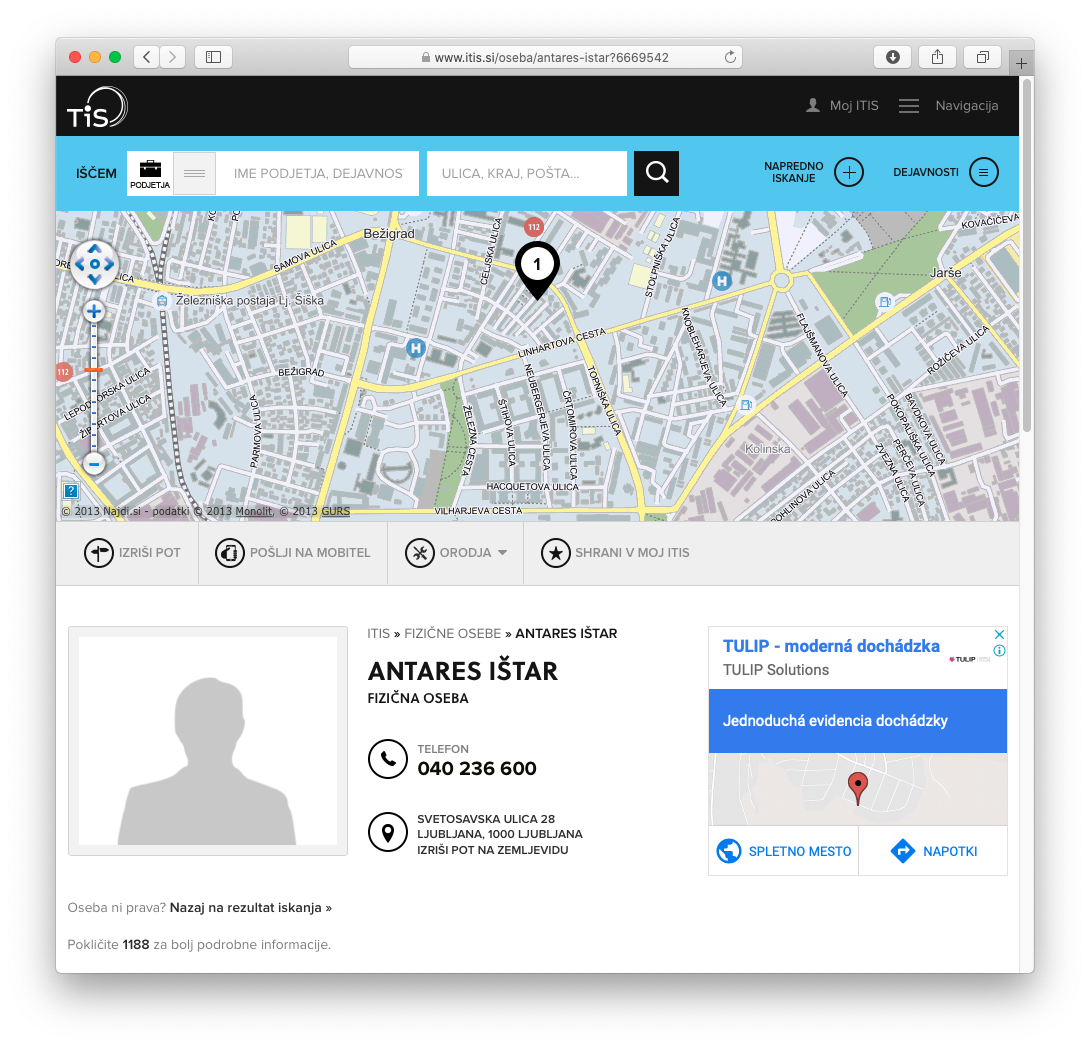 www.itis.si/oseba/antares-istar?6669542
TiS
Moj ITIS
Navigacija
IŠČEM
PODJETJA
IME PODJETJA, DEJAVNOS
ULICA, KRAJ, POŠTA...
NAPREDNO
ISKANJE
DEJAVNOSTI
Bežigrad
SAMOVA ULICA
CELJSKA ULICA
112
1
STOLPNIŠKA ULICA
H
KOVAČIČEVA
Jarše
Železniška postaja Lj. Šiška
H
LINHARTOVA CESTA
KNOBLEHARJEVA ULICA
FLAJŠMANOVA ULICA
ROŽIČEVA ULICA
112
BEŽIGRAD
PARMOVA ULICA
ŽELEZNA CESTA
ŠTIHOVA ULICA
NEUBERGERJEVA ULICA
ČRTOMIROVA ULICA
TOPNIŠKA ULICA
Kolinska
POKOPALIŠKA ULICA
BAVDKOVA ULICA
PERČEVA ULICA
ZVEZNA ULICA
HACQUETOVA ULICA
VILHARJEVA CESTA
?
© 2013 Najdi.si - podatki © 2013 Monolit, © 2013 GURS
IZRIŠI POT
POŠLJI NA MOBITEL
ORODJA
SHRANI V MOJ ITIS
ITIS » FIZIČNE OSEBE » ANTARES IŠTAR
ANTARES IŠTAR
FIZIČNA OSEBA
TELEFON
040 236 600
SVETOSAVSKA ULICA 28
LJUBLJANA, 1000 LJUBLJANA
IZRIŠI POT NA ZEMLJEVIDU
TULIP - moderná dochádzka
TULIP Solutions
TULIP
Jednoduchá evidencia dochádzky
SPLETNO MESTO
NAPOTKI
Oseba ni prava? Nazaj na rezultat iskanja »
Pokličite 1188 za bolj podrobne informacije.